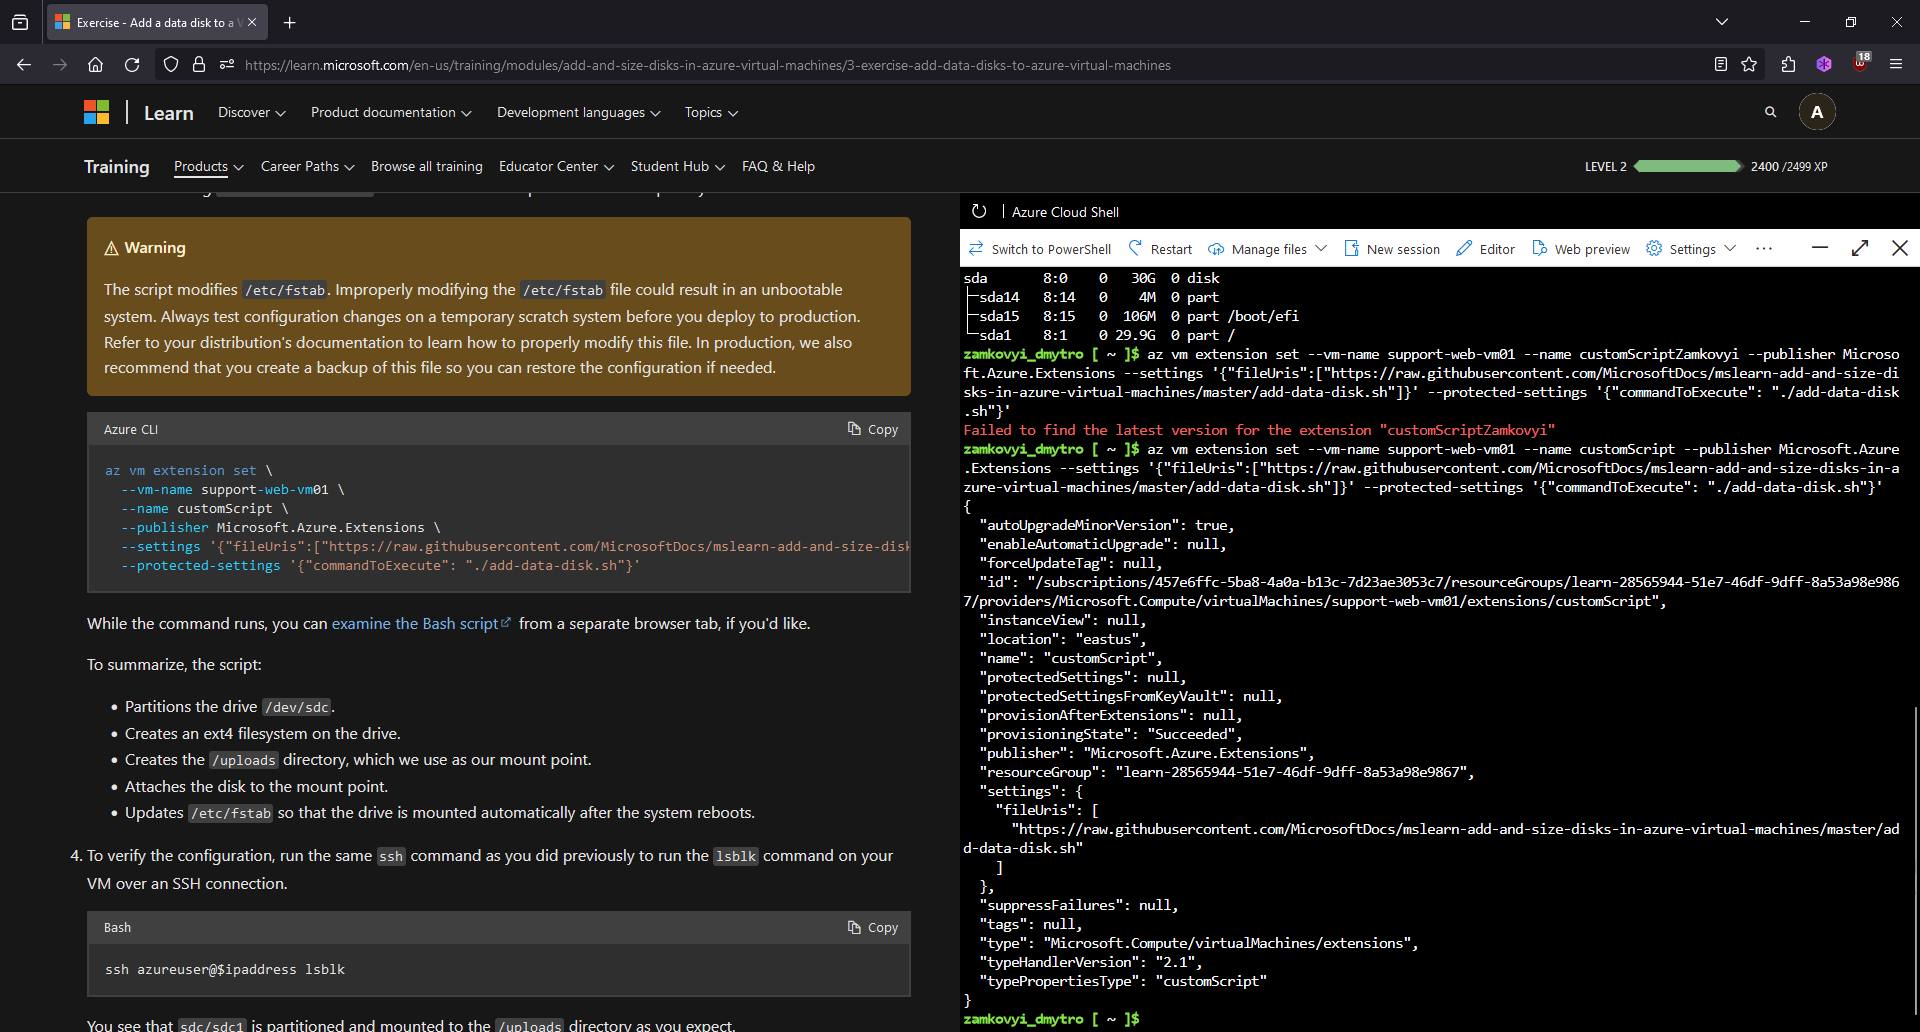 Exercise - Add a data disk to a V
https://learn.microsoft.com/en-us/training/modules/add-and-size-disks-in-azure-virtual-machines/3-exercise-add-data-disks-to-azure-virtual-machines
18
Learn
Discover
Product documentation
Development languages
Topics
A
Training
Products
Career Paths
Browse all training
Educator Center
Student Hub
FAQ & Help
LEVEL 2
2400 /2499 XP
Warning
The script modifies /etc/fstab. Improperly modifying the /etc/fstab file could result in an unbootable
system. Always test configuration changes on a temporary scratch system before you deploy to production.
Refer to your distribution's documentation to learn how to properly modify this file. In production, we also
recommend that you create a backup of this file so you can restore the configuration if needed.
Azure CLI
Copy
az vm extension set \
--vm-name support-web-vm01 \
--name customScript \
--publisher Microsoft.Azure.Extensions \
--settings '{"fileUris":["https://raw.githubusercontent.com/MicrosoftDocs/mslearn-add-and-size-disk
--protected-settings '{"commandToExecute": "./add-data-disk.sh"}'
While the command runs, you can examine the Bash script from a separate browser tab, if you'd like.
To summarize, the script:
• Partitions the drive /dev/sdc.
• Creates an ext4 filesystem on the drive.
• Creates the /uploads directory, which we use as our mount point.
• Attaches the disk to the mount point.
• Updates /etc/fstab so that the drive is mounted automatically after the system reboots.
4. To verify the configuration, run the same ssh command as you did previously to run the lsblk command on your
VM over an SSH connection.
Bash
Copy
ssh azureuser@$ipaddress lsblk
You see that sdc/sdc1 is partitioned and mounted to the /uploads directory as you expect.
Azure Cloud Shell
Switch to PowerShell
Restart
Manage files
New session
Editor
Web preview
Settings
sda 8:0 0 30G 0 disk
├─sda14 8:14 0 4M 0 part
├─sda15 8:15 0 106M 0 part /boot/efi
└─sda1 8:1 0 29.9G 0 part /
zamkovyi_dmytro [ ~ ]$ az vm extension set --vm-name support-web-vm01 --name customScriptZamkovyi --publisher Microso
ft.Azure.Extensions --settings '{"fileUris":["https://raw.githubusercontent.com/MicrosoftDocs/mslearn-add-and-size-di
sks-in-azure-virtual-machines/master/add-data-disk.sh"]}' --protected-settings '{"commandToExecute": "./add-data-disk
.sh"}'
Failed to find the latest version for the extension "customScriptZamkovyi"
zamkovyi_dmytro [ ~ ]$ az vm extension set --vm-name support-web-vm01 --name customScript --publisher Microsoft.Azure
.Extensions --settings '{"fileUris":["https://raw.githubusercontent.com/MicrosoftDocs/mslearn-add-and-size-disks-in-a
zure-virtual-machines/master/add-data-disk.sh"]}' --protected-settings '{"commandToExecute": "./add-data-disk.sh"}'
{
"autoUpgradeMinorVersion": true,
"enableAutomaticUpgrade": null,
"forceUpdateTag": null,
"id": "/subscriptions/457e6ffc-5ba8-4a0a-b13c-7d23ae3053c7/resourceGroups/learn-28565944-51e7-46df-9dff-8a53a98e986
7/providers/Microsoft.Compute/virtualMachines/support-web-vm01/extensions/customScript",
"instanceView": null,
"location": "eastus",
"name": "customScript",
"protectedSettings": null,
"protectedSettingsFromKeyVault": null,
"provisionAfterExtensions": null,
"provisioningState": "Succeeded",
"publisher": "Microsoft.Azure.Extensions",
"resourceGroup": "learn-28565944-51e7-46df-9dff-8a53a98e9867",
"settings": {
"fileUris": [
"https://raw.githubusercontent.com/MicrosoftDocs/mslearn-add-and-size-disks-in-azure-virtual-machines/master/ad
d-data-disk.sh"
]
},
"suppressFailures": null,
"tags": null,
"type": "Microsoft.Compute/virtualMachines/extensions",
"typeHandlerVersion": "2.1",
"typePropertiesType": "customScript"
}
zamkovyi_dmytro [ ~ ]$